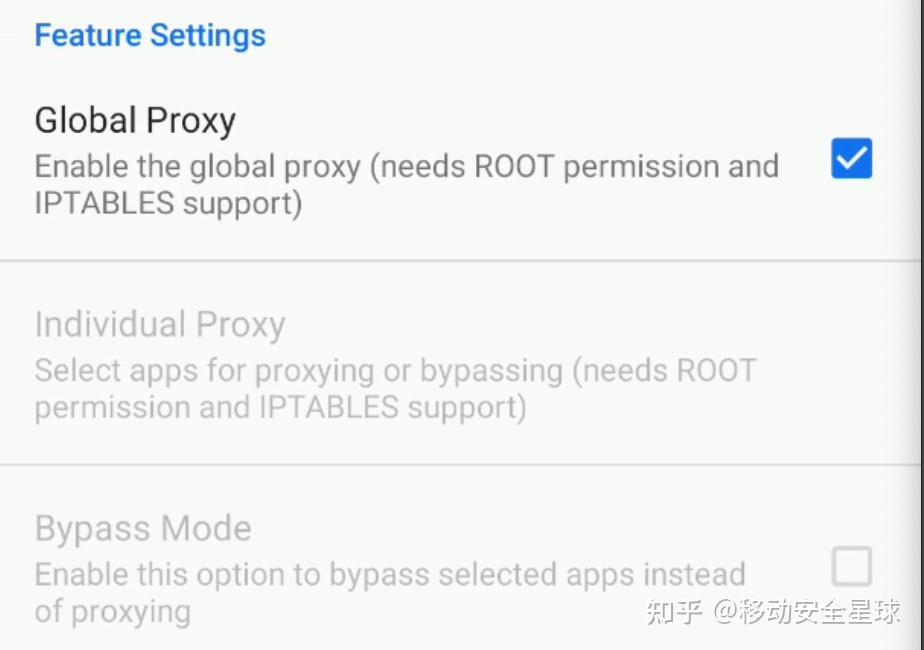 Feature Settings
Global Proxy
Enable the global proxy (needs ROOT permission and
IPTABLES support)
Individual Proxy
Select apps for proxying or bypassing (needs ROOT
permission and IPTABLES support)
Bypass Mode
Enable this option to bypass selected apps instead
of proxying
知乎 @移动安全星球